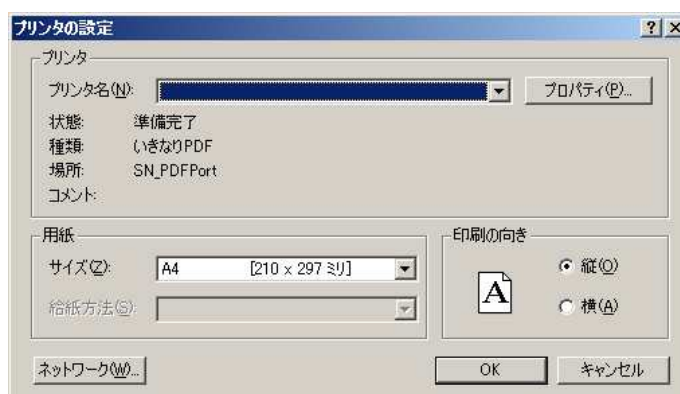 プリンタの設定
プリンタ
プリンタ名(N):
プロパティ(P)...
状態: 準備完了
種類: いきなりPDF
場所: SN_PDFPort
コメント:
用紙
サイズ(Z): A4 [210 x 297 ミリ]
給紙方法(S):
印刷の向き
A
縦(O)
横(A)
ネットワーク(W)...
OK
キャンセル